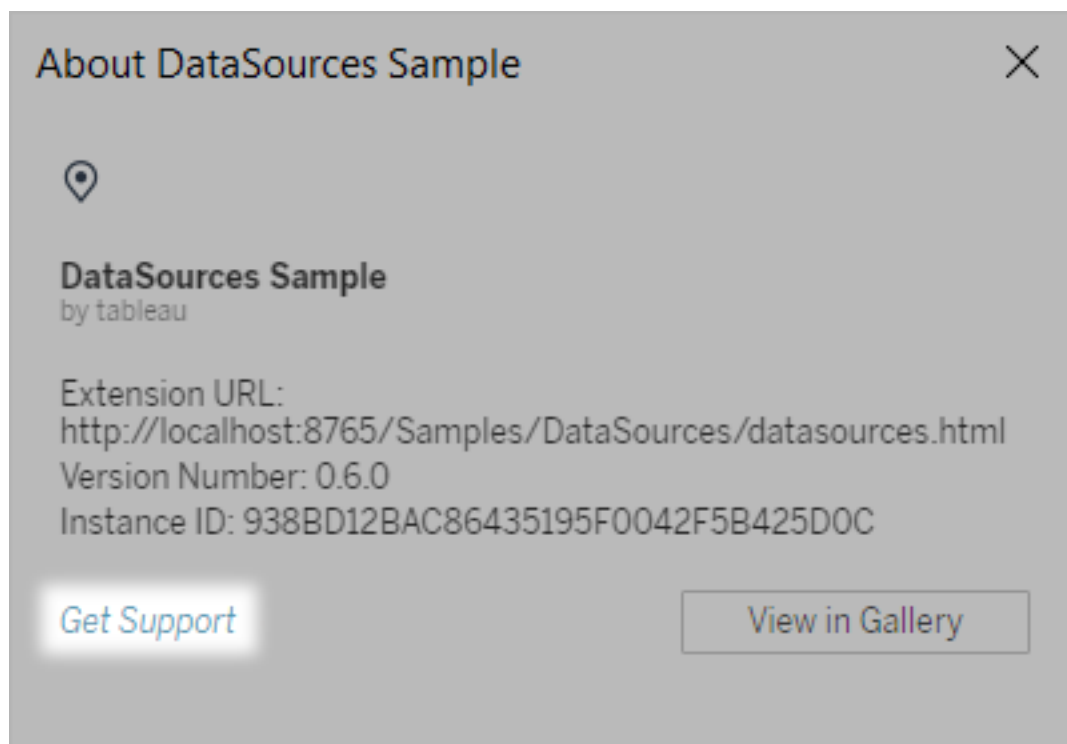 About DataSources Sample
DataSources Sample
by tableau
Extension URL:
http://localhost:8765/Samples/DataSources/datasources.html
Version Number: 0.6.0
Instance ID: 938BD12BAC86435195F0042F5B425D0C
Get Support
View in Gallery